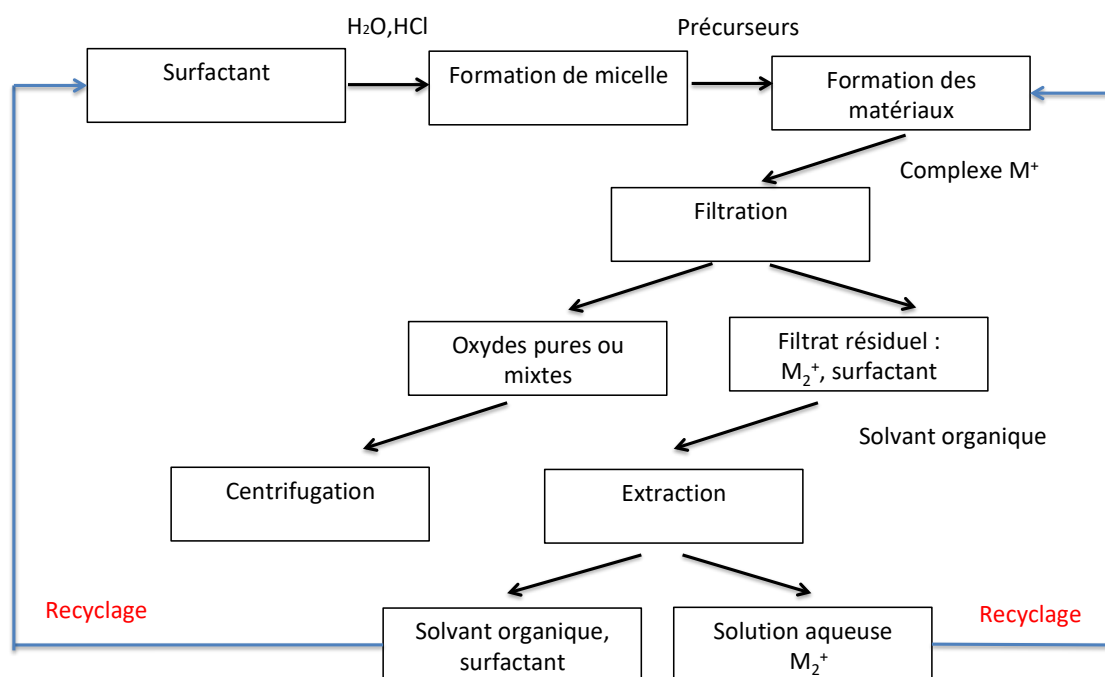 H₂O,HCl
Précurseurs
Surfactant
Formation de micelle
Formation des
matériaux
Complexe M⁺
Filtration
Oxydes pures ou
mixtes
Filtrat résiduel :
M₂⁺, surfactant
Solvant organique
Centrifugation
Extraction
Recyclage
Recyclage
Solvant organique,
surfactant
Solution aqueuse
M₂⁺